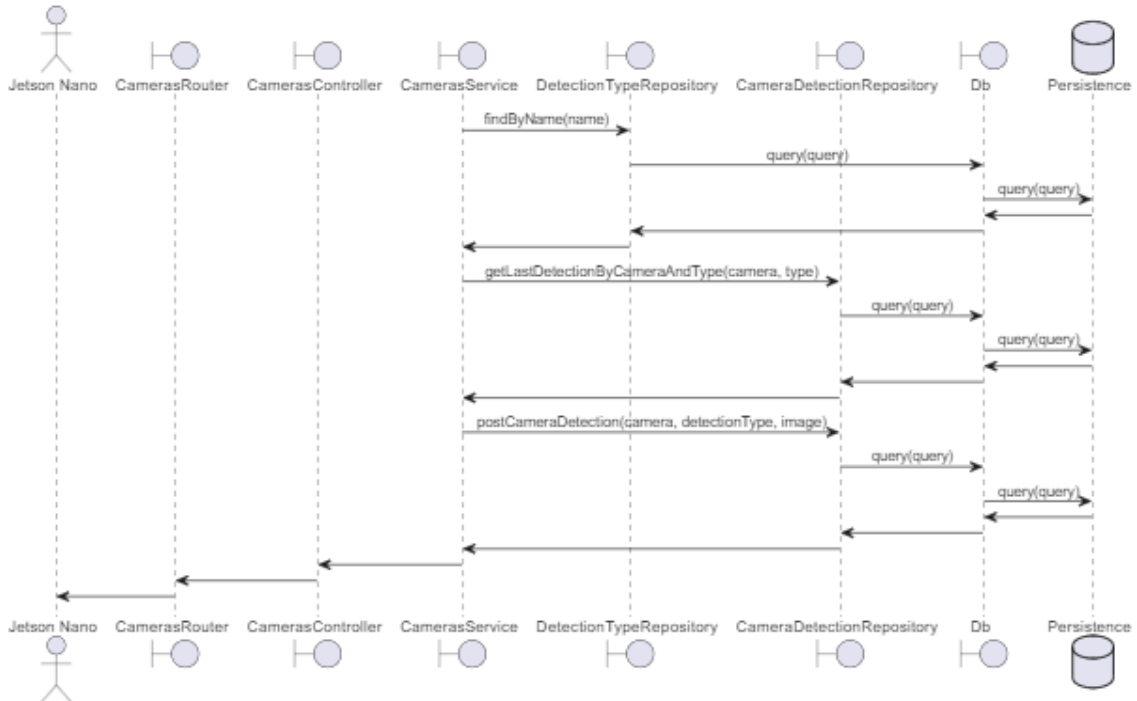 Jetson Nano CamerasRouter CamerasController CamerasService DetectionTypeRepository CameraDetectionRepository Db Persistence
findByName(name)
query(query)
query(query)
getLastDetectionByCameraAndType(camera, type)
query(query)
query(query)
postCameraDetection(camera, detectionType, image)
query(query)
query(query)
Jetson Nano CamerasRouter CamerasController CamerasService DetectionTypeRepository CameraDetectionRepository Db Persistence